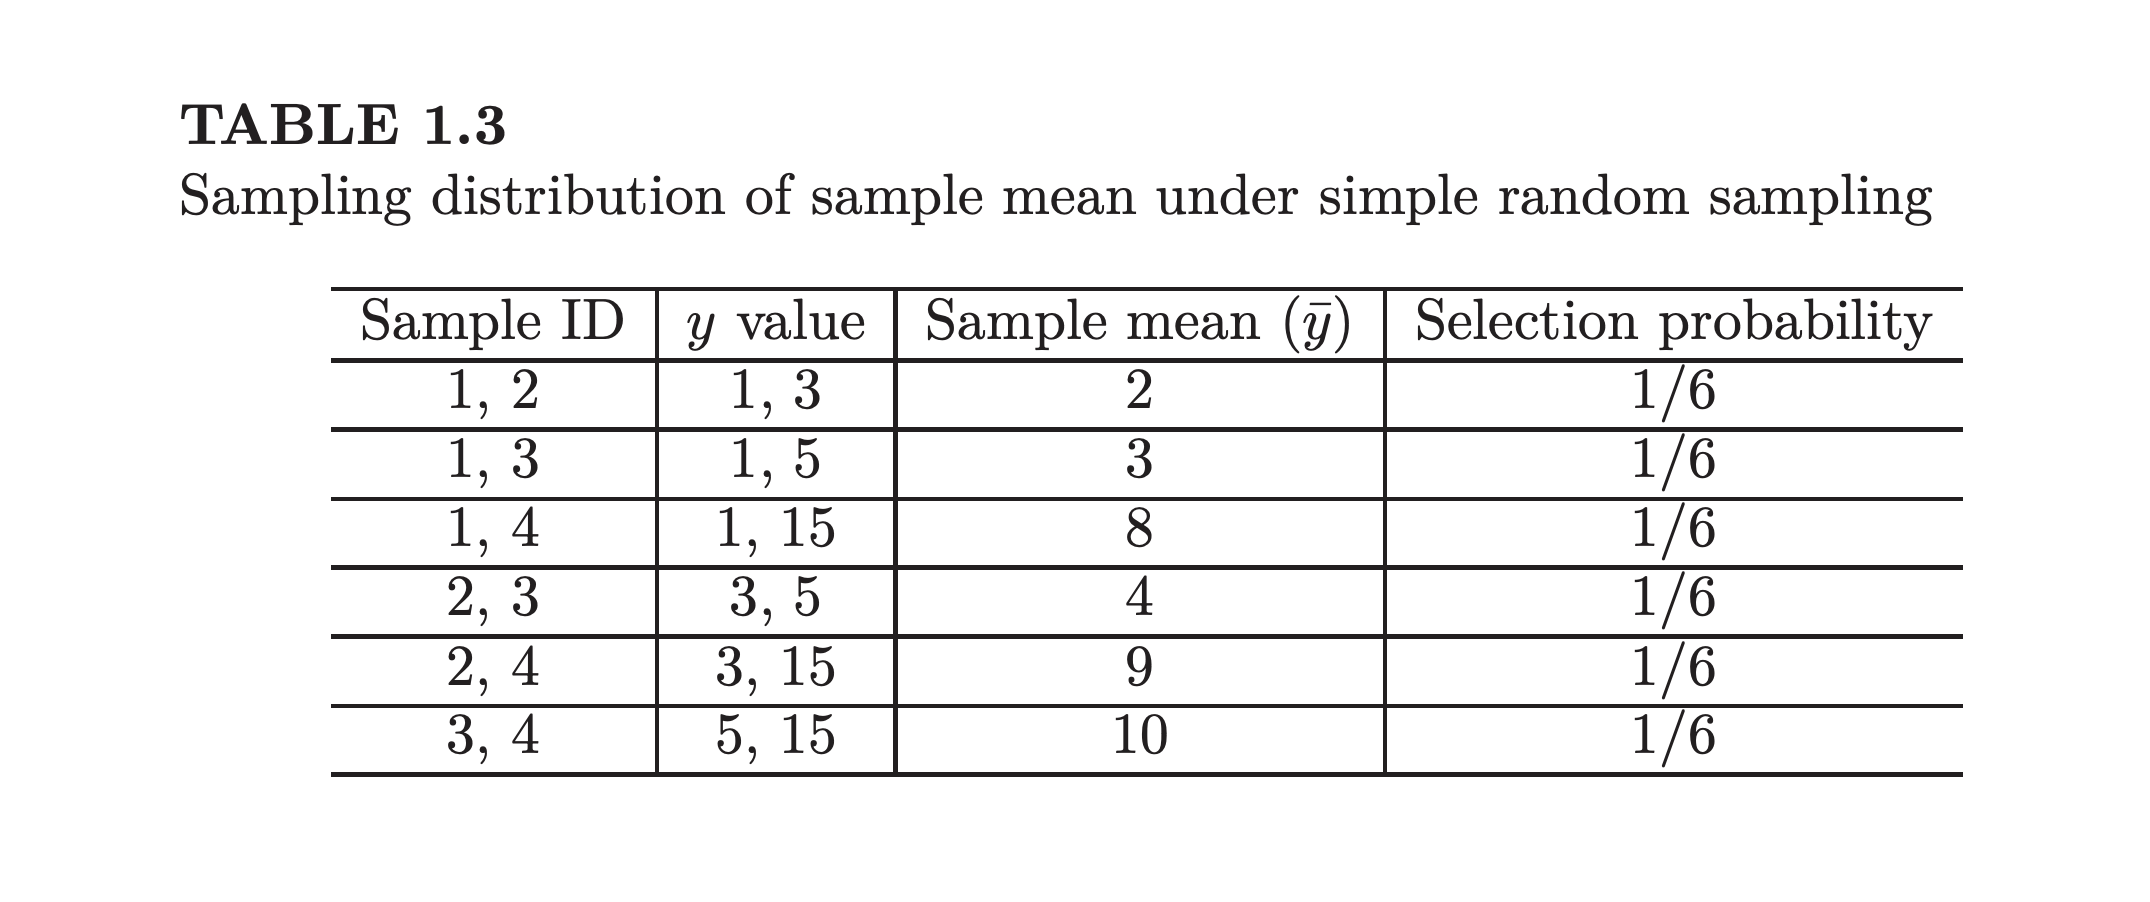 TABLE 1.3
Sampling distribution of sample mean under simple random sampling
Sample ID y value Sample mean (ȳ) Selection probability
1, 2 1, 3 2 1/6
1, 3 1, 5 3 1/6
1, 4 1, 15 8 1/6
2, 3 3, 5 4 1/6
2, 4 3, 15 9 1/6
3, 4 5, 15 10 1/6